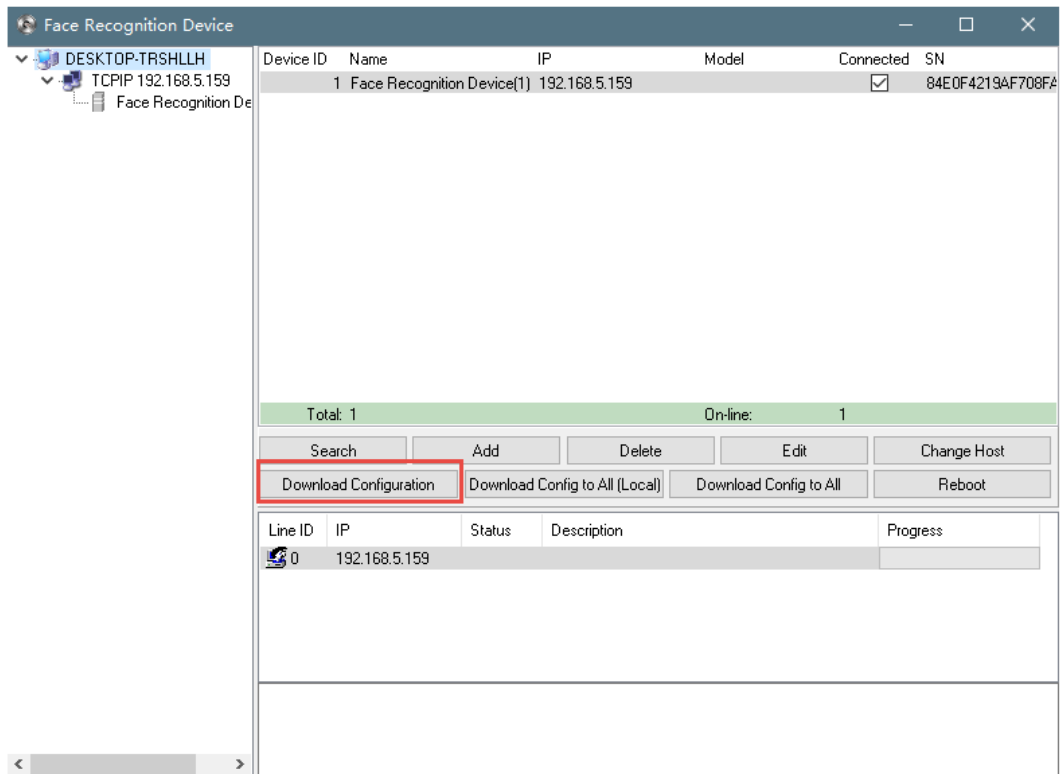 Face Recognition Device
DESKTOP-TRSHLLH
TCPIP 192.168.5.159
Face Recognition De
Device ID Name IP Model Connected SN
1 Face Recognition Device(1) 192.168.5.159 84E0F4219AF708FA
Total: 1 On-line: 1
Search Add Delete Edit Change Host
Download Configuration Download Config to All (Local) Download Config to All Reboot
Line ID IP Status Description Progress
0 192.168.5.159